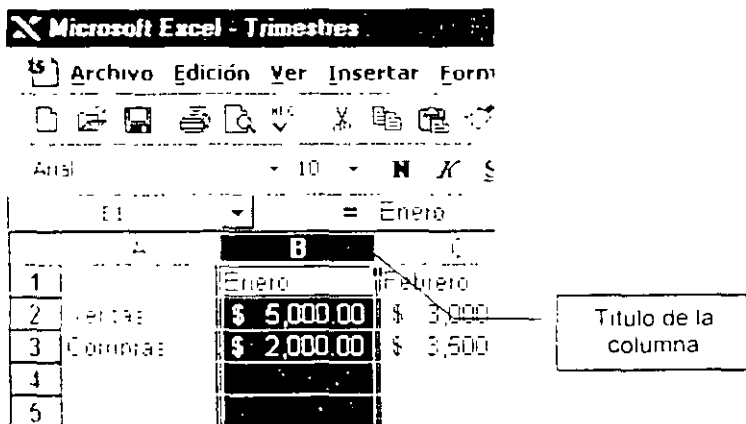 Microsoft Excel - Trimestres
Archivo Edición Ver Insertar Form
Arial 10 N K S
= Enero
A B C
1 Enero Febrero
2 Ventas $ 5,000.00 $ 3,000
3 Compras $ 2,000.00 $ 3,500
4
5
Titulo de la
columna